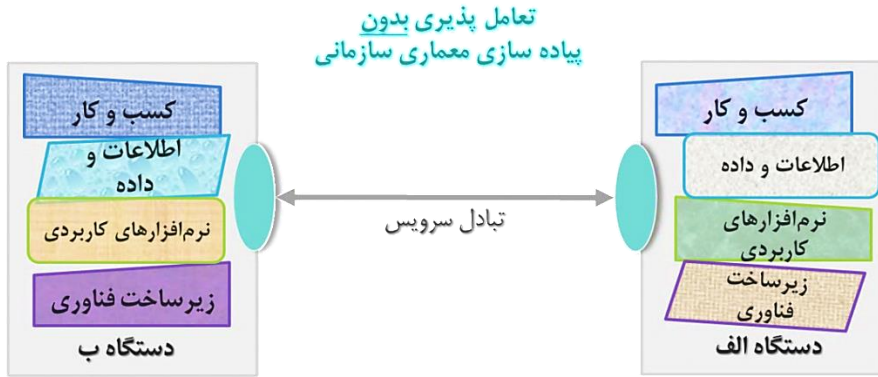 تعامل پذیری بدون
پیاده سازی معماری سازمانی
کسب و کار
اطلاعات و داده
نرم‌افزارهای
کاربردی
زیرساخت
فناوری
دستگاه الف
تبادل سرویس
کسب و کار
اطلاعات و
داده
نرم‌افزارهای کاربردی
زیرساخت فناوری
دستگاه ب